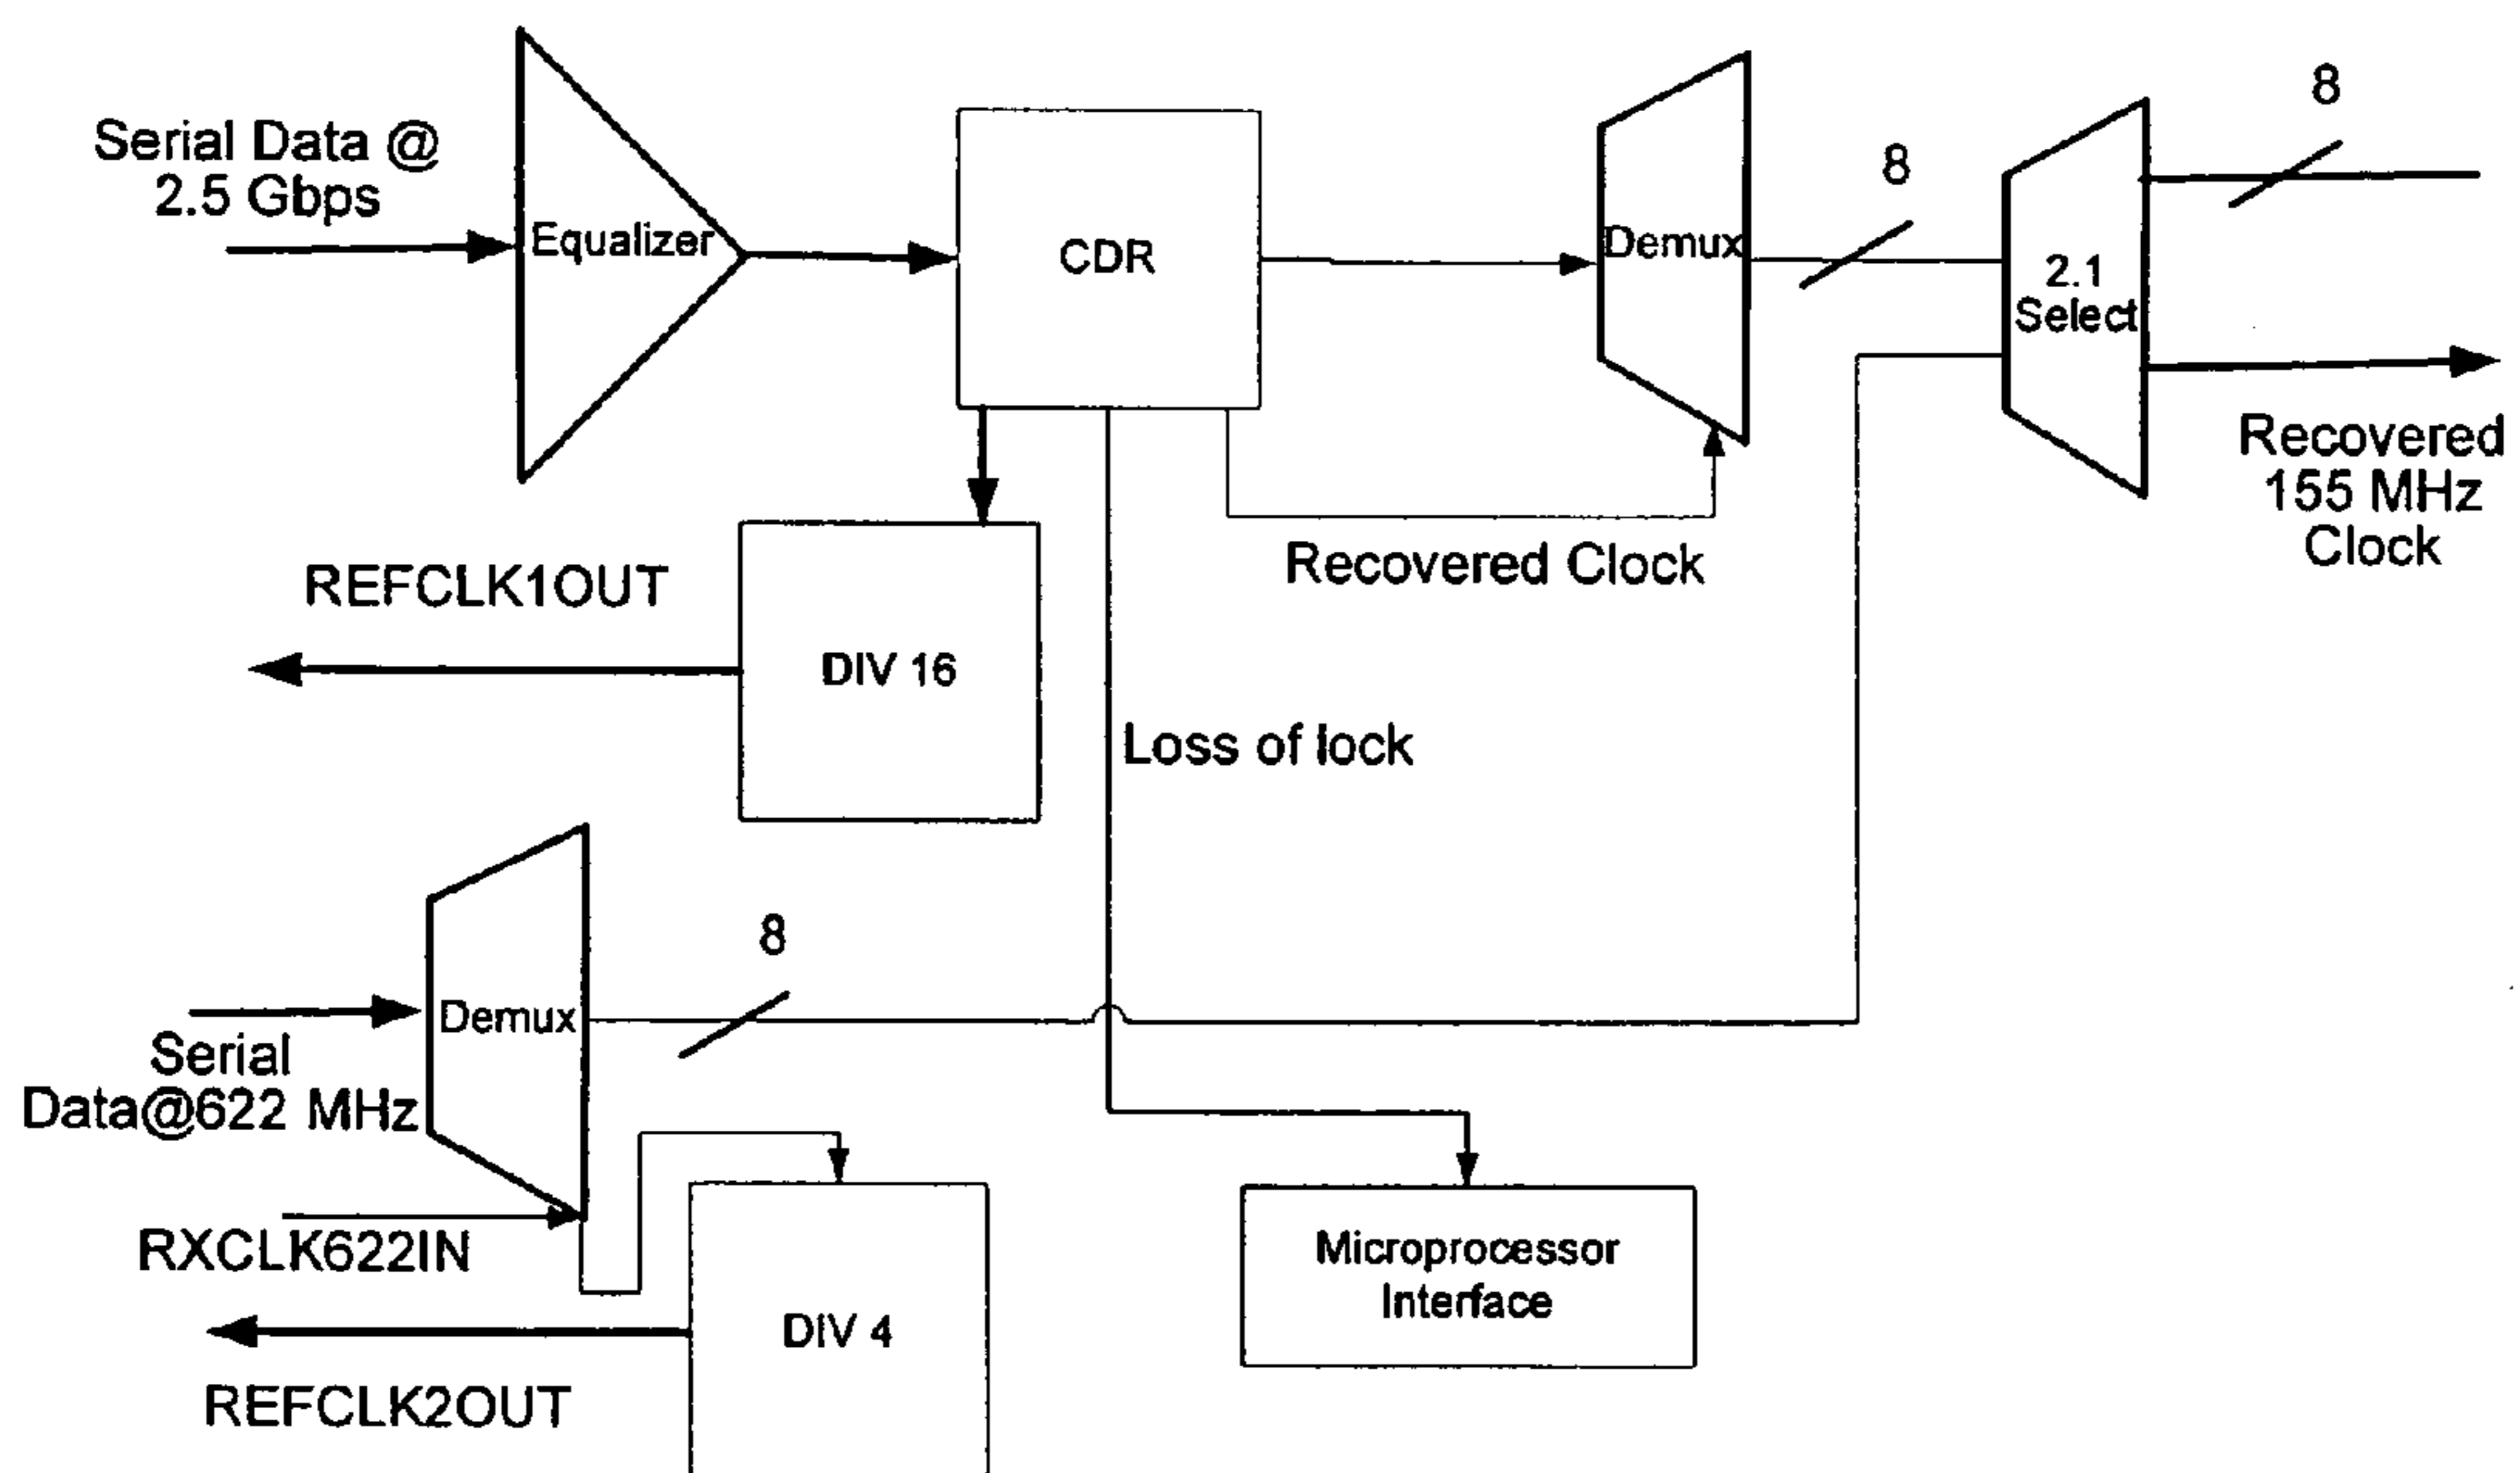 8
Serial Data @
2.5 Gbps
8
Equalizer
CDR
Demux
2.1
Select
Recovered
155 MHz
Clock
Recovered Clock
REFCLK1OUT
DIV 16
Loss of lock
8
Demux
Serial
Data@622 MHz
RXCLK622IN
Microprocessor
Interface
DIV 4
REFCLK2OUT